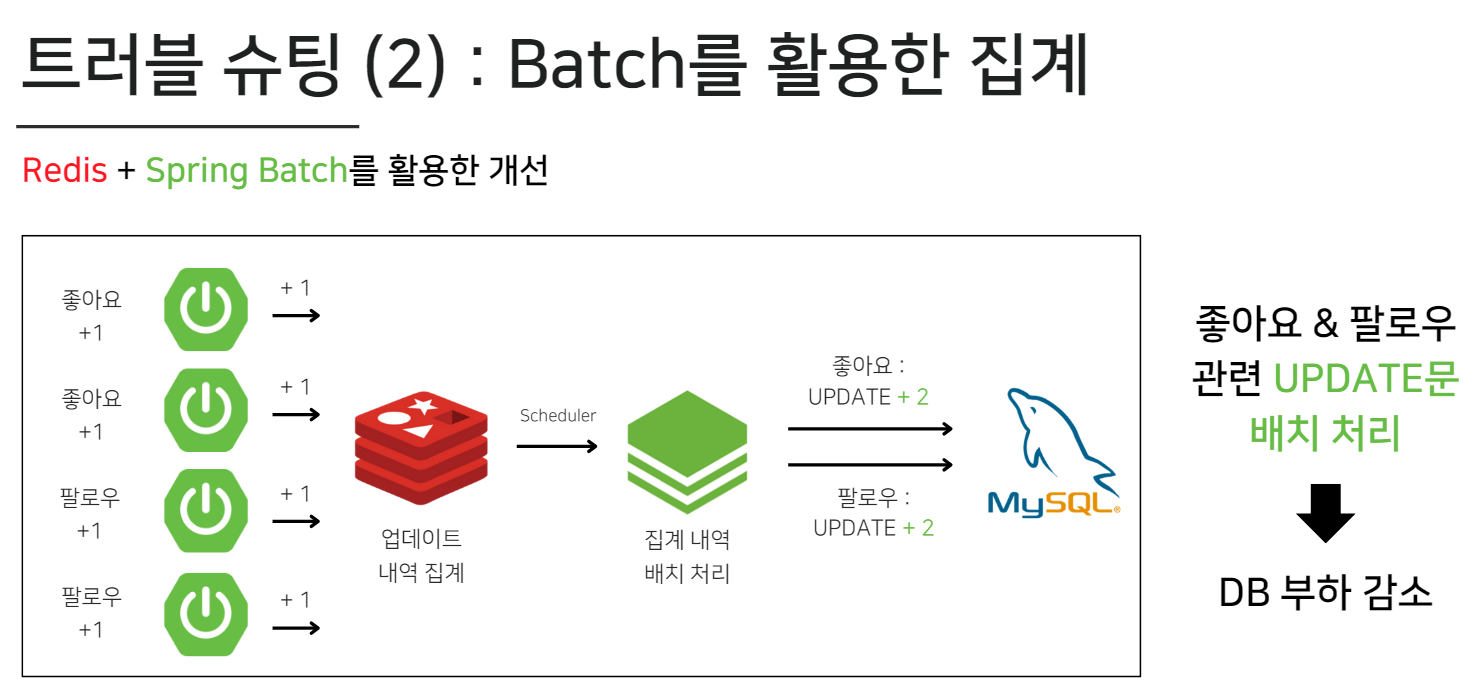 트러블 슈팅 (2) : Batch를 활용한 집계
Redis + Spring Batch를 활용한 개선
좋아요
+1
+ 1
좋아요
+1
+ 1
팔로우
+1
+ 1
팔로우
+1
+ 1
업데이트
내역 집계
Scheduler
집계 내역
배치 처리
좋아요 :
UPDATE + 2
팔로우 :
UPDATE + 2
MySQL®
좋아요 & 팔로우
관련 UPDATE문
배치 처리
DB 부하 감소